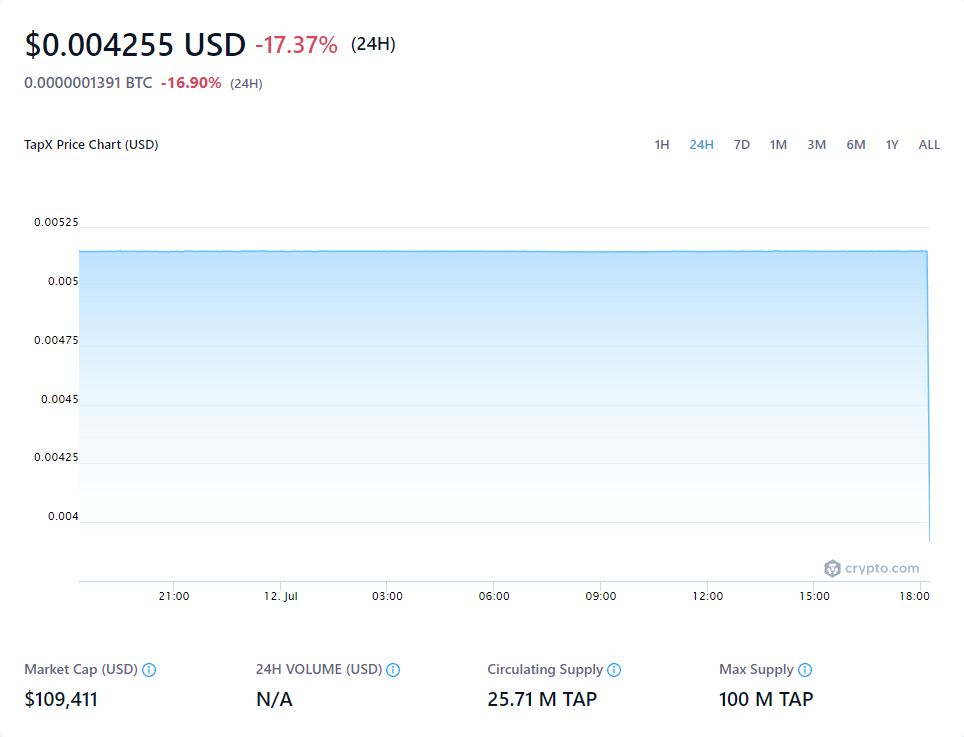 $0.004255 USD -17.37% (24H)
0.0000001391 BTC -16.90% (24H)
TapX Price Chart (USD) 1H 24H 7D 1M 3M 6M 1Y ALL
0.00525
0.005
0.00475
0.0045
0.00425
0.004
crypto.com
21:00 12. Jul 03:00 06:00 09:00 12:00 15:00 18:00
Market Cap (USD) 24H VOLUME (USD) Circulating Supply Max Supply
$109,411 N/A 25.71 M TAP 100 M TAP